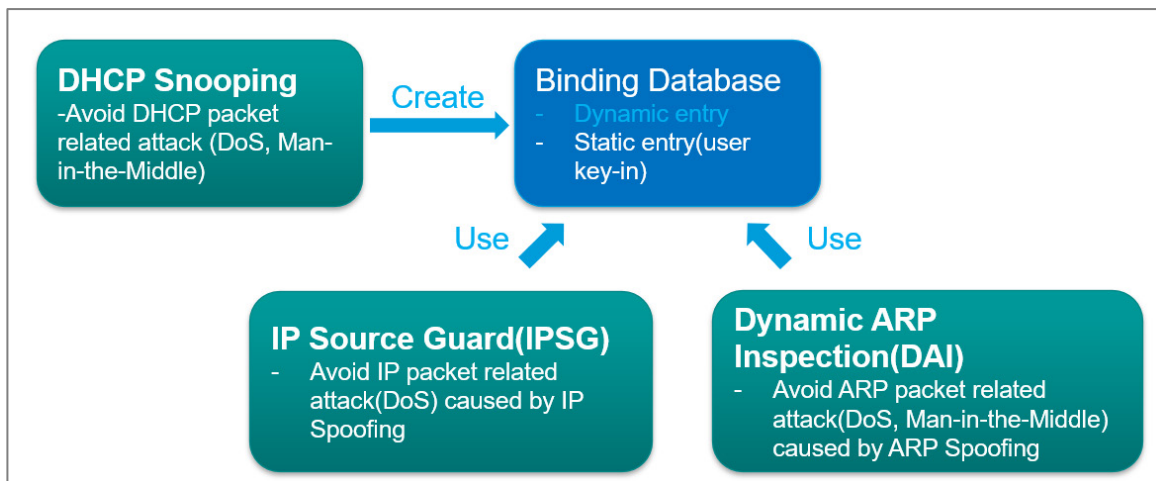 DHCP Snooping
-Avoid DHCP packet
related attack (DoS, Man-
in-the-Middle)
Create
Binding Database
- Dynamic entry
- Static entry(user
key-in)
Use
Use
IP Source Guard(IPSG)
- Avoid IP packet related
attack(DoS) caused by IP
Spoofing
Dynamic ARP
Inspection(DAI)
- Avoid ARP packet related
attack(DoS, Man-in-the-Middle)
caused by ARP Spoofing